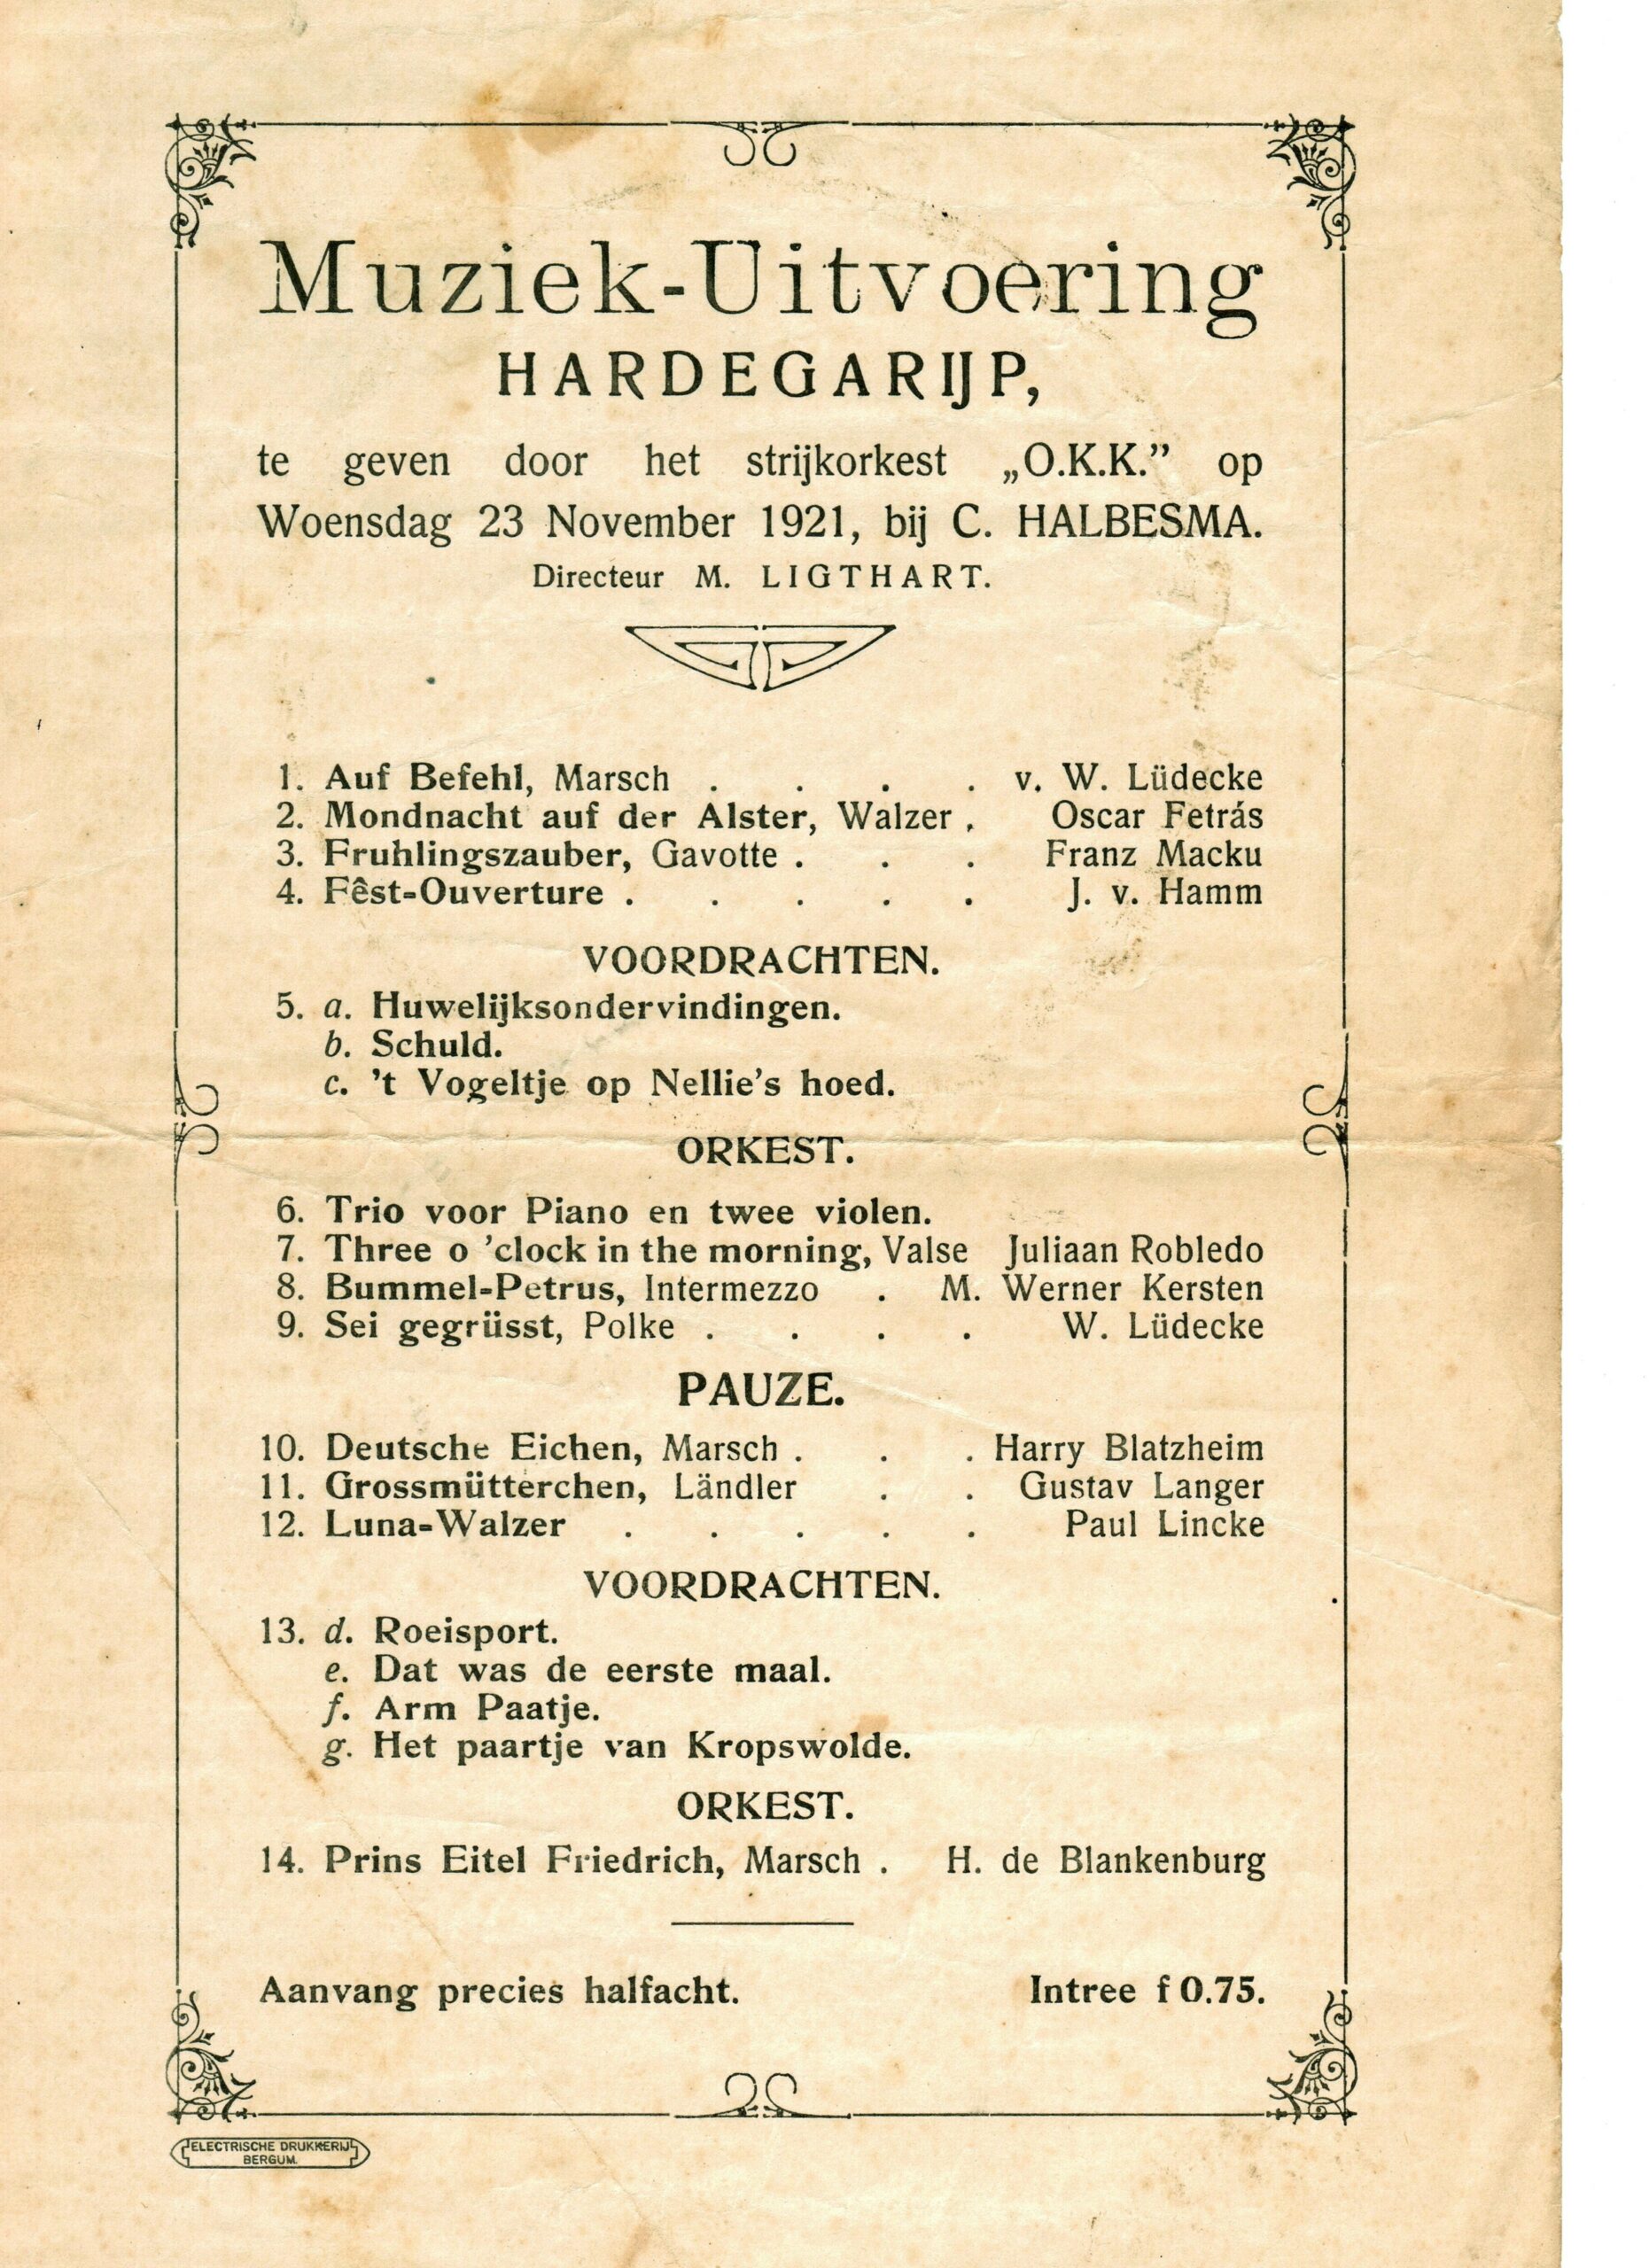 Muziek-Uitvoering
HARDEGARIJP,
te geven door het strijkorkest „O.K.K.” op
Woensdag 23 November 1921, bij C. HALBESMA.
Directeur M. LIGTHART.
1. Auf Befehl, Marsch . . . . v. W. Lüdecke
2. Mondnacht auf der Alster, Walzer . Oscar Fetrás
3. Fruhlingszauber, Gavotte . . . Franz Macku
4. Fêst-Ouverture . . . . . J. v. Hamm
VOORDRACHTEN.
5. a. Huwelijksondervindingen.
b. Schuld.
c. 't Vogeltje op Nellie's hoed.
ORKEST.
6. Trio voor Piano en twee violen.
7. Three o 'clock in the morning, Valse Juliaan Robledo
8. Bummel-Petrus, Intermezzo . M. Werner Kersten
9. Sei gegrüsst, Polke . . . . W. Lüdecke
PAUZE.
10. Deutsche Eichen, Marsch . . . Harry Blatzheim
11. Grossmütterchen, Ländler . . Gustav Langer
12. Luna-Walzer . . . . . Paul Lincke
VOORDRACHTEN.
13. d. Roeisport.
e. Dat was de eerste maal.
f. Arm Paatje.
g. Het paartje van Kropswolde.
ORKEST.
14. Prins Eitel Friedrich, Marsch . H. de Blankenburg
Aanvang precies halfacht. Intree f 0.75.
ELECTRISCHE DRUKKERIJ
BERGUM.